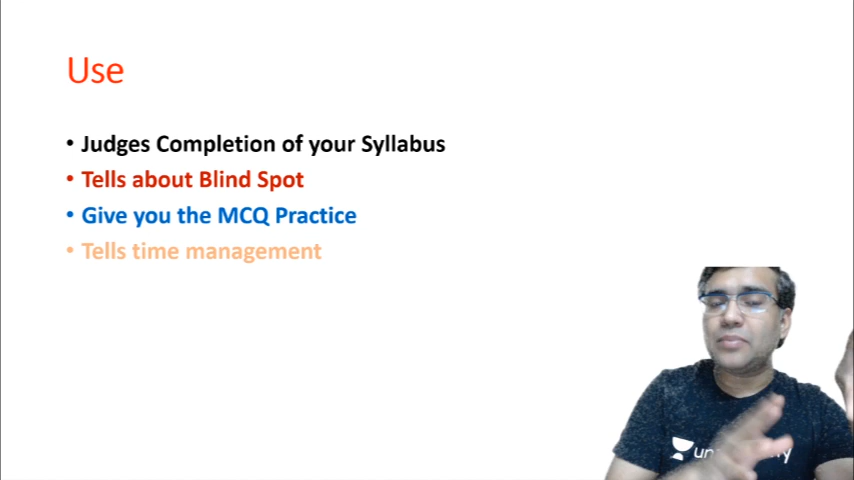 Use
• Judges Completion of your Syllabus
• Tells about Blind Spot
• Give you the MCQ Practice
• Tells time management